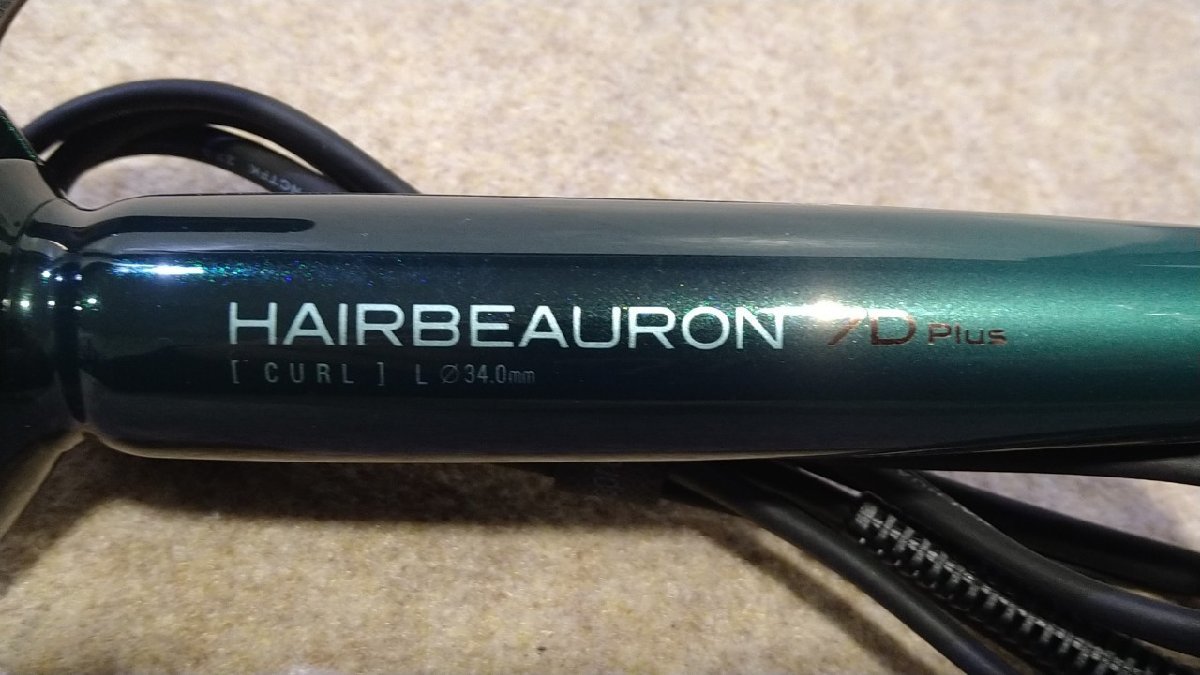 HAIRBEAURON 7D Plus
[ CURL ] L Ø34.0mm